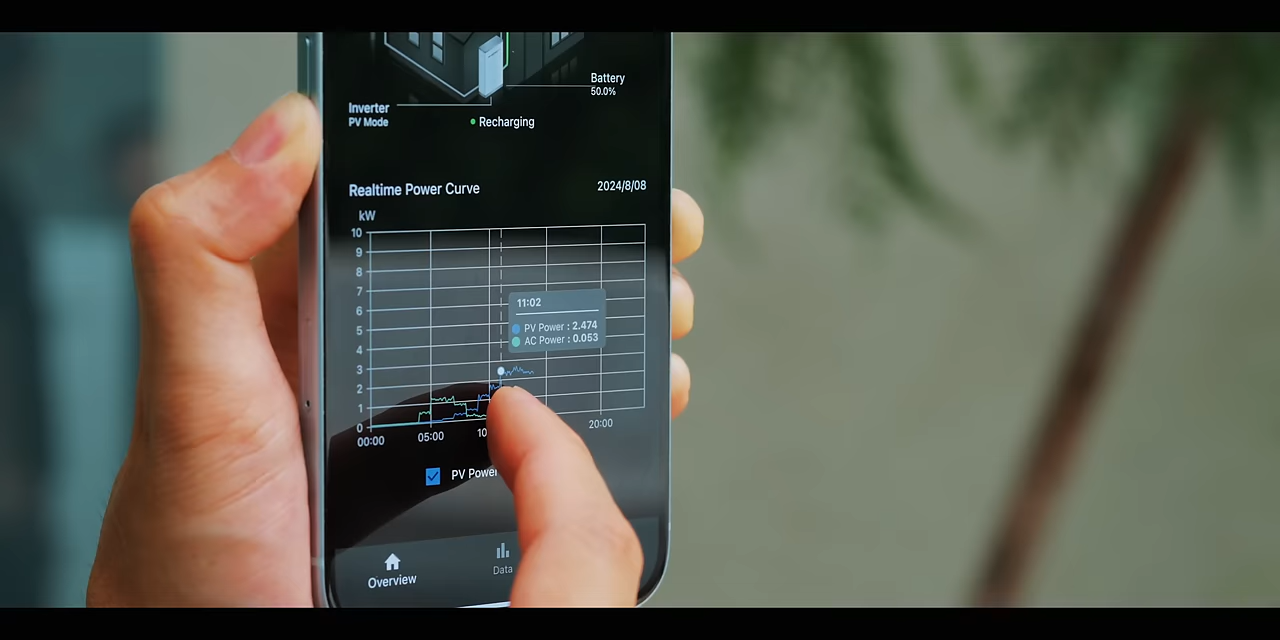 Battery
50.0%
Inverter
PV Mode
Recharging
Realtime Power Curve
2024/8/08
kW
10
9
8
7
6
5
4
3
2
1
0
11:02
PV Power : 2.474
AC Power : 0.053
00:00
05:00
10
20:00
PV Power
Overview
Data